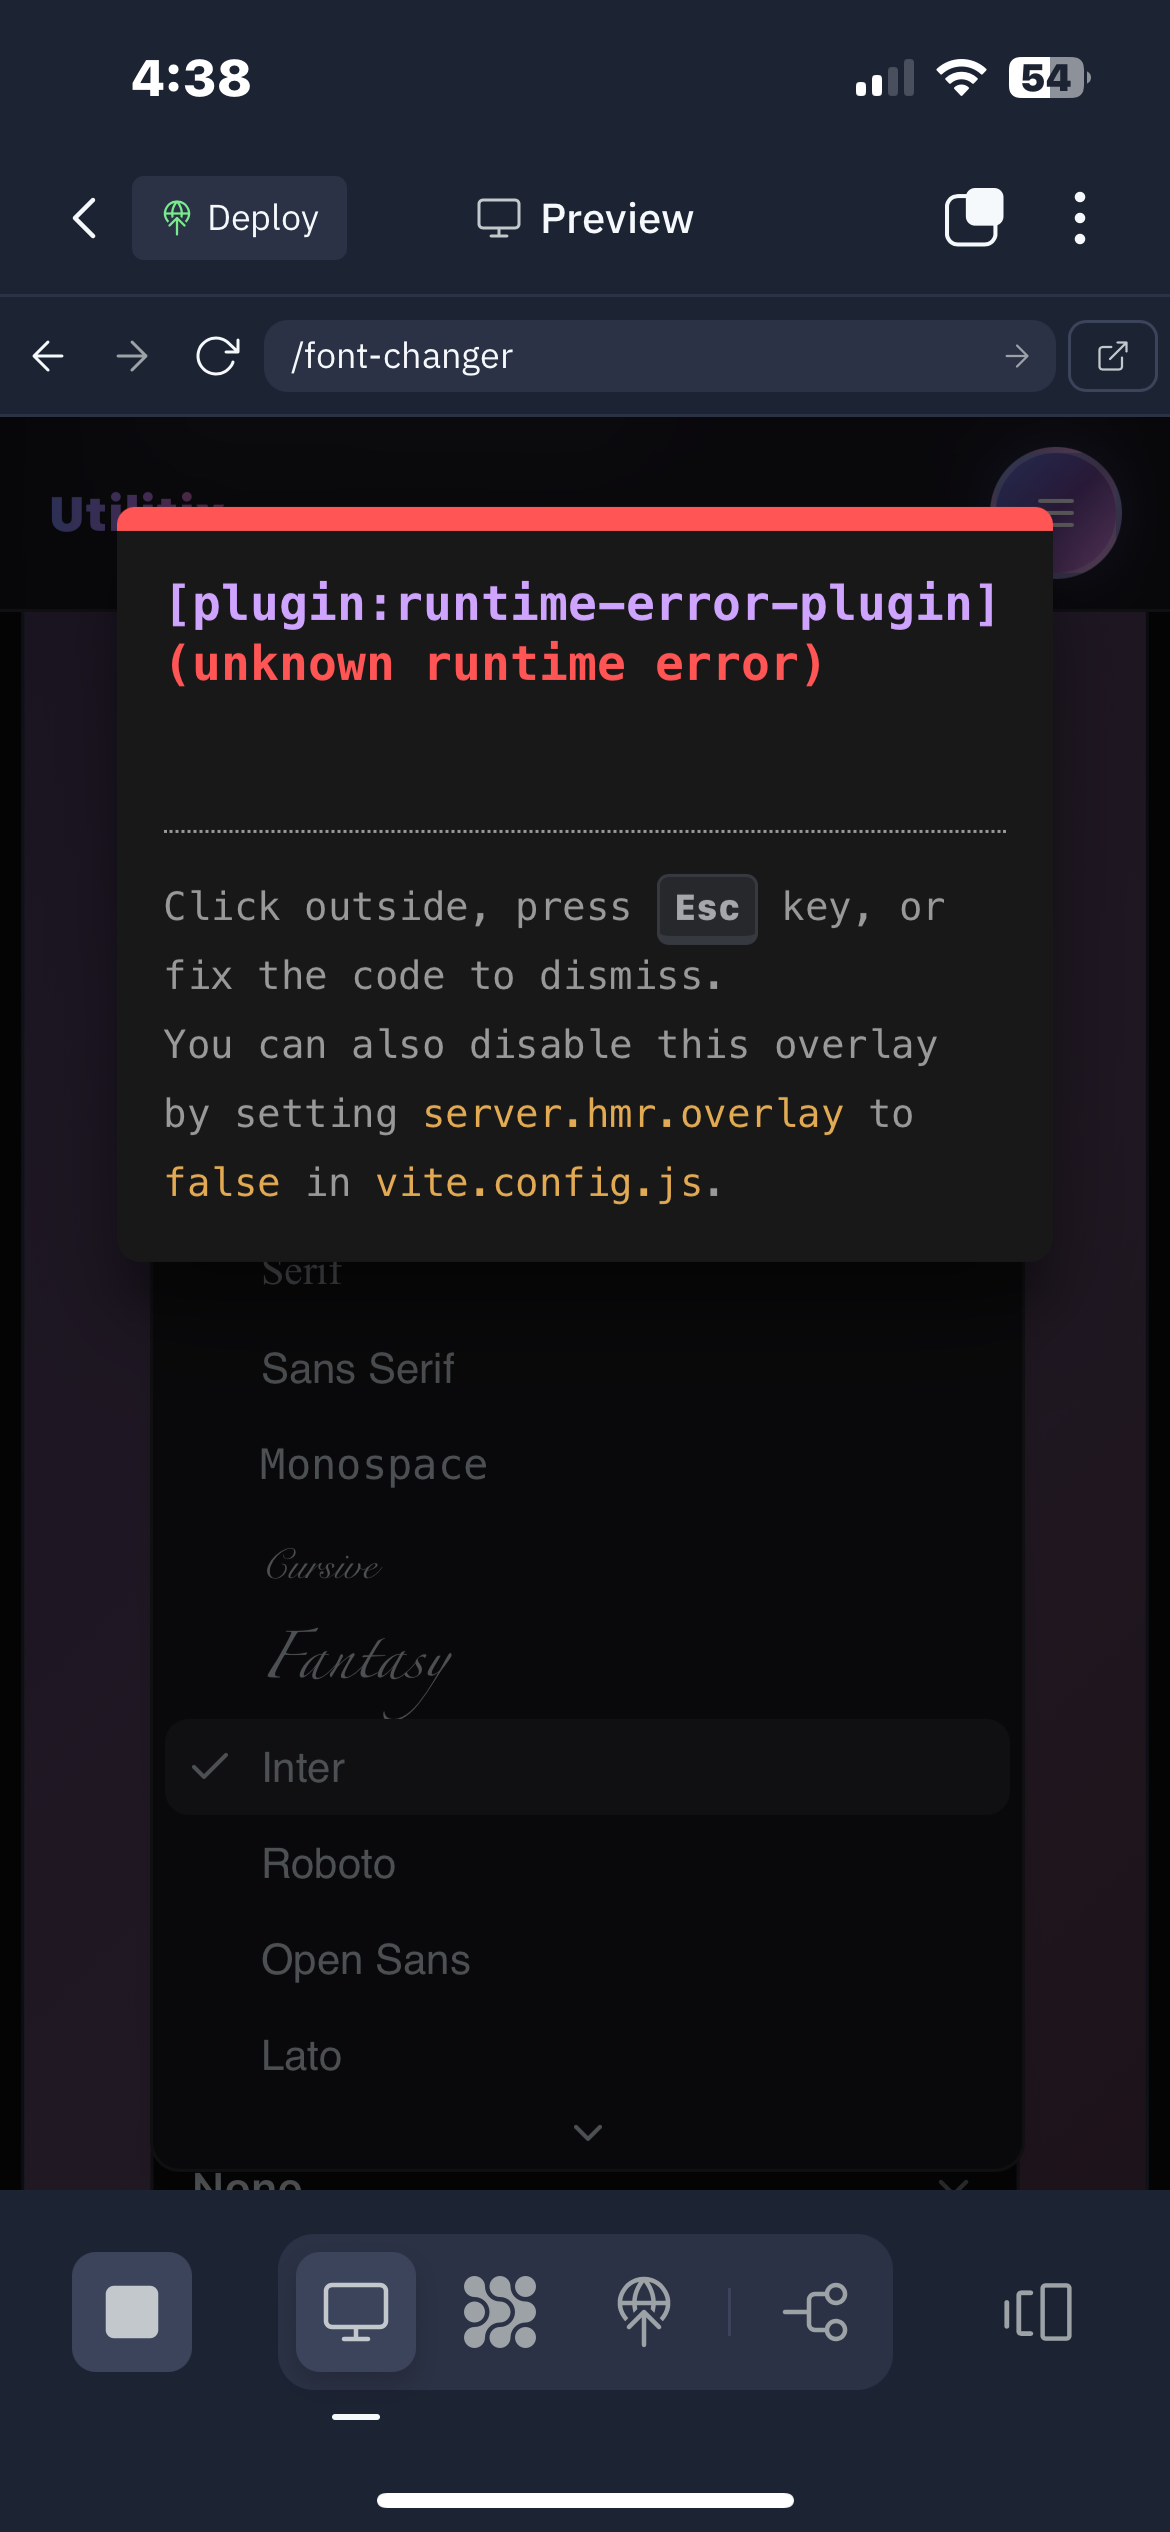 4:38
54
Deploy
Preview
/font-changer
[plugin:runtime-error-plugin]
(unknown runtime error)
Click outside, press Esc key, or
fix the code to dismiss.
You can also disable this overlay
by setting server.hmr.overlay to
false in vite.config.js.
Serif
Sans Serif
Monospace
Cursive
Fantasy
Inter
Roboto
Open Sans
Lato
None